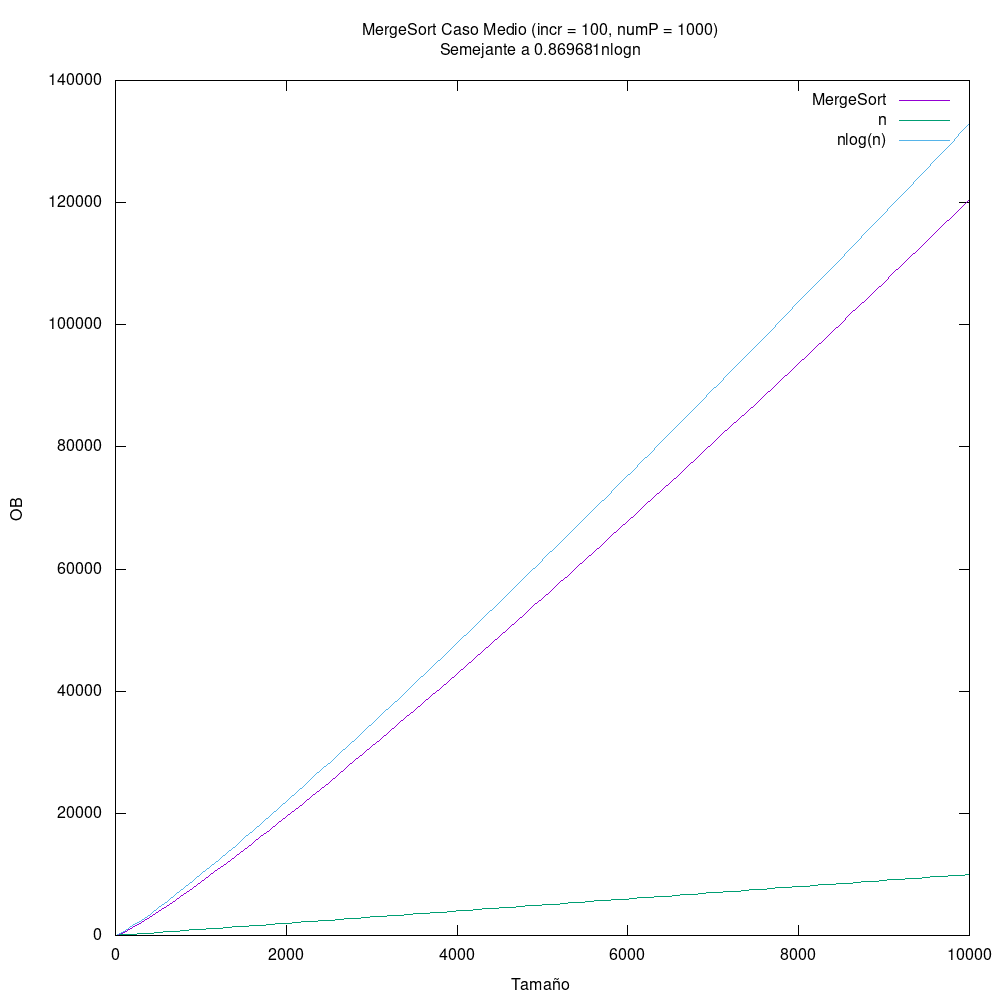 MergeSort Caso Medio (incr = 100, numP = 1000)
Semejante a 0.869681nlogn
140000
120000
100000
80000
60000
40000
20000
0
MergeSort
n
nlog(n)
OB
0 2000 4000 6000 8000 10000
Tamaño